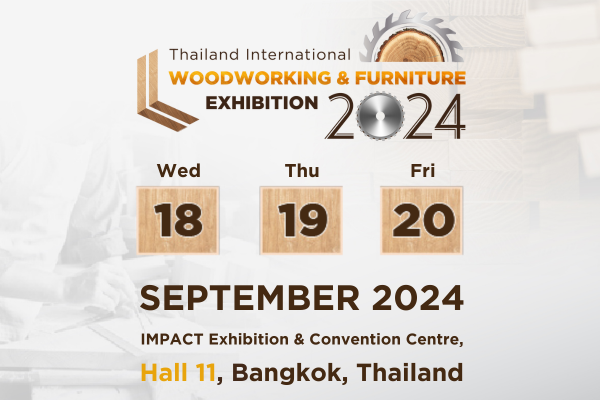 Thailand International
WOODWORKING & FURNITURE
EXHIBITION 2024
Wed Thu Fri
18 19 20
SEPTEMBER 2024
IMPACT Exhibition & Convention Centre,
Hall 11, Bangkok, Thailand